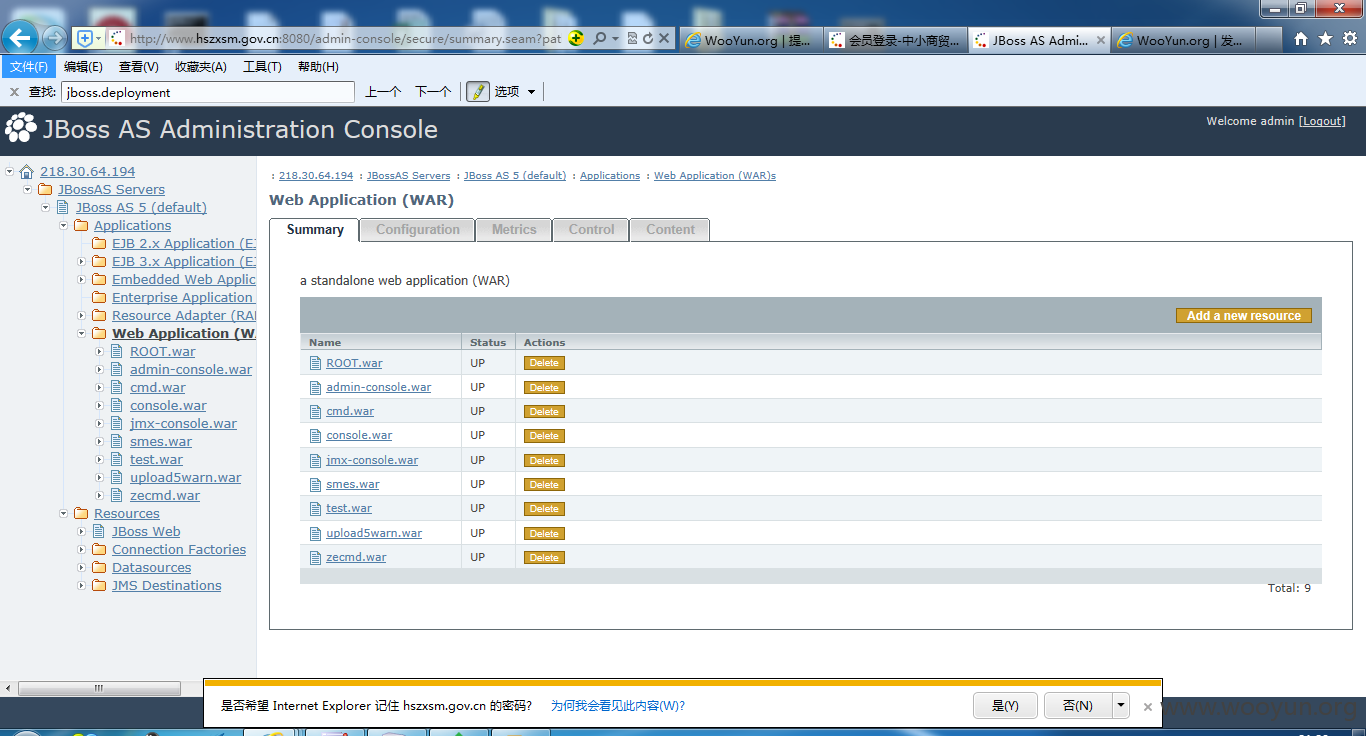 http://www.hszxsm.gov.cn:8080/admin-console/secure/summary.seam?pat
WooYun.org | 提...
会员登录-中小商贸...
JBoss AS Admi...
WooYun.org | 发...
文件(F) 编辑(E) 查看(V) 收藏夹(A) 工具(T) 帮助(H)
查找: jboss.deployment 上一个 下一个 选项
JBoss AS Administration Console
Welcome admin [Logout]
218.30.64.194
JBossAS Servers
JBoss AS 5 (default)
Applications
EJB 2.x Application (E
EJB 3.x Application (E
Embedded Web Applic
Enterprise Application
Resource Adapter (RA
Web Application (W
ROOT.war
admin-console.war
cmd.war
console.war
jmx-console.war
smes.war
test.war
upload5warn.war
zecmd.war
Resources
JBoss Web
Connection Factories
Datasources
JMS Destinations
: 218.30.64.194 : JBossAS Servers : JBoss AS 5 (default) : Applications : Web Application (WAR)s
Web Application (WAR)
Summary Configuration Metrics Control Content
a standalone web application (WAR)
Add a new resource
Name Status Actions
ROOT.war UP Delete
admin-console.war UP Delete
cmd.war UP Delete
console.war UP Delete
jmx-console.war UP Delete
smes.war UP Delete
test.war UP Delete
upload5warn.war UP Delete
zecmd.war UP Delete
Total: 9
是否希望 Internet Explorer 记住 hszxsm.gov.cn 的密码? 为何我会看见此内容(W)? 是(Y) 否(N)
www.wooyun.org